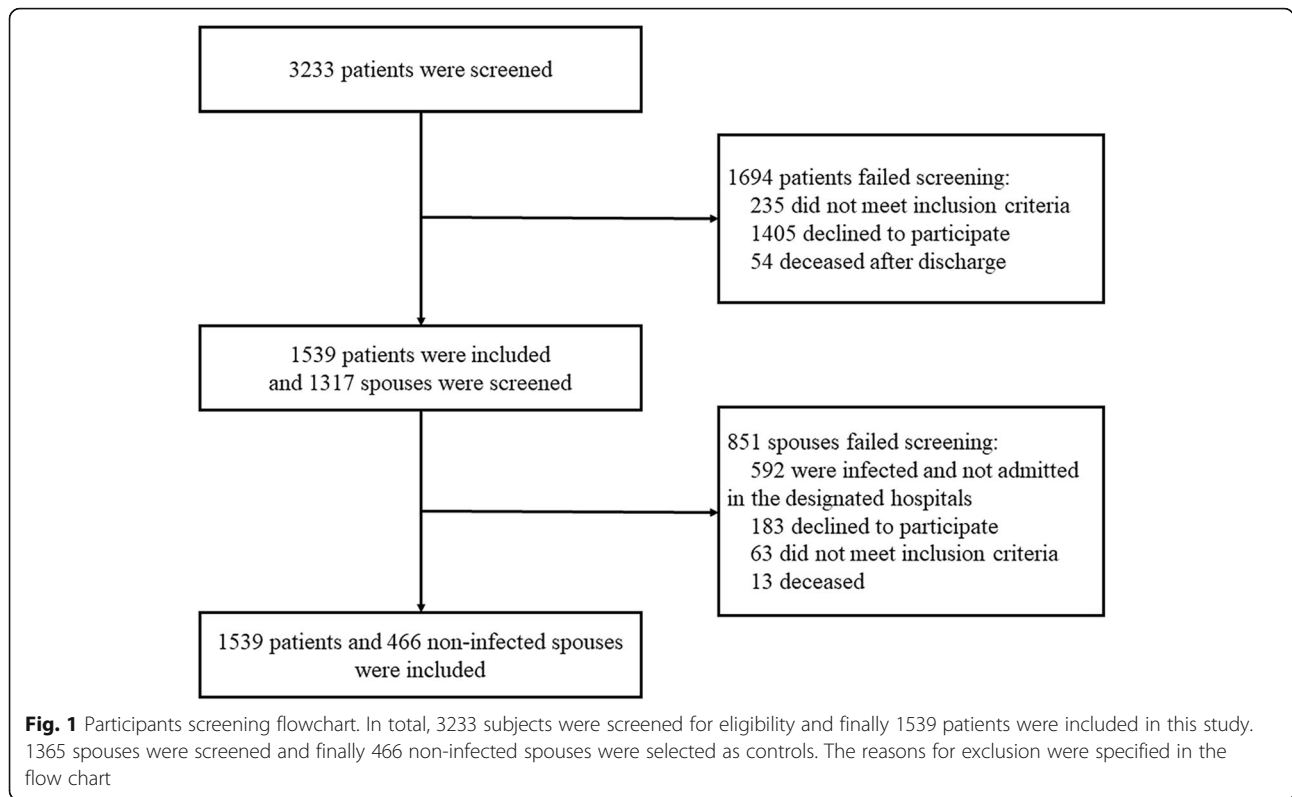 3233 patients were screened
1694 patients failed screening:
235 did not meet inclusion criteria
1405 declined to participate
54 deceased after discharge
1539 patients were included
and 1317 spouses were screened
851 spouses failed screening:
592 were infected and not admitted
in the designated hospitals
183 declined to participate
63 did not meet inclusion criteria
13 deceased
1539 patients and 466 non-infected spouses
were included
Fig. 1 Participants screening flowchart. In total, 3233 subjects were screened for eligibility and finally 1539 patients were included in this study.
1365 spouses were screened and finally 466 non-infected spouses were selected as controls. The reasons for exclusion were specified in the
flow chart